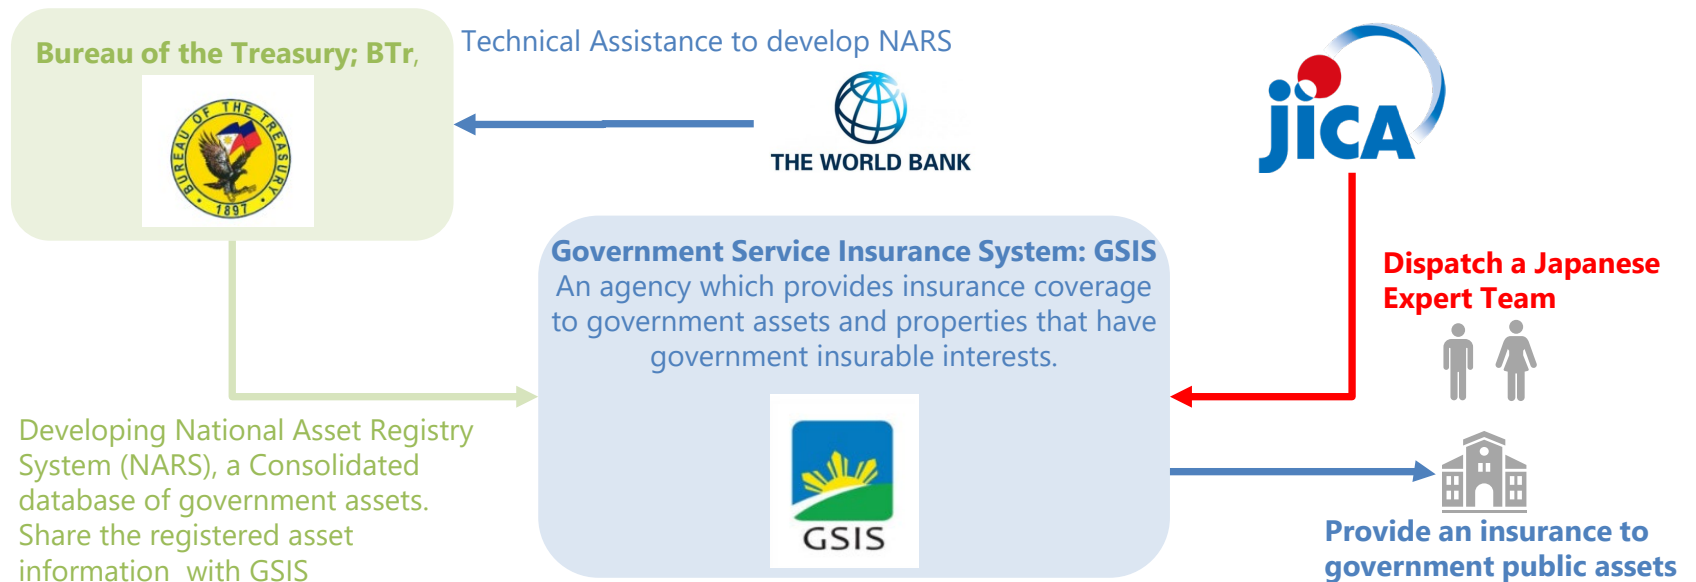 Bureau of the Treasury; BTr,
BUREAU OF THE TREASURY
1897
Technical Assistance to develop NARS
THE WORLD BANK
jICA
Government Service Insurance System: GSIS
An agency which provides insurance coverage
to government assets and properties that have
government insurable interests.
GSIS
Dispatch a Japanese
Expert Team
Developing National Asset Registry
System (NARS), a Consolidated
database of government assets.
Share the registered asset
information  with GSIS
Provide an insurance to
government public assets